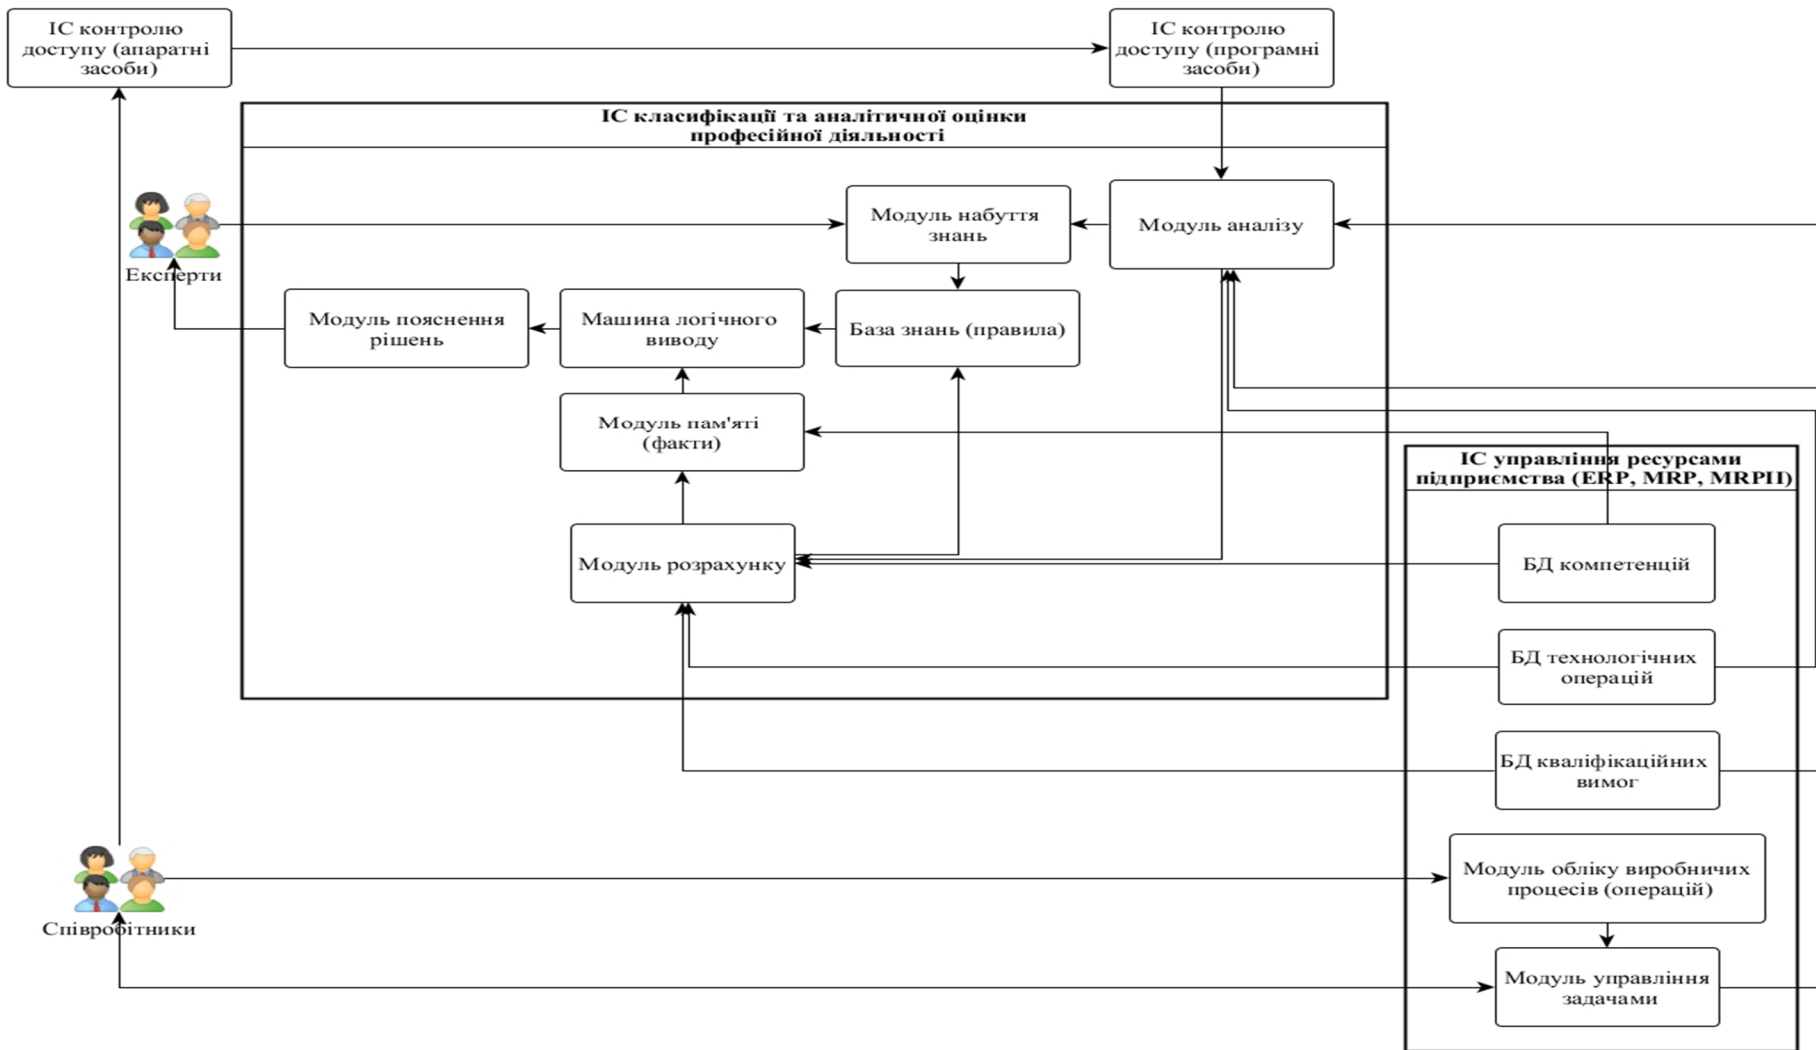 ІС контролю
доступу (апаратні
засоби)
ІС контролю
доступу (програмні
засоби)
ІС класифікації та аналітичної оцінки
професійної діяльності
Модуль набуття
знань
Модуль аналізу
Експерти
Модуль пояснення
рішень
Машина логічного
виводу
База знань (правила)
Модуль пам'яті
(факти)
ІС управління ресурсами
підприємства (ERP, MRP, MRPII)
Модуль розрахунку
БД компетенцій
БД технологічних
операцій
БД кваліфікаційних
вимог
Модуль обліку виробничих
процесів (операцій)
Співробітники
Модуль управління
задачами